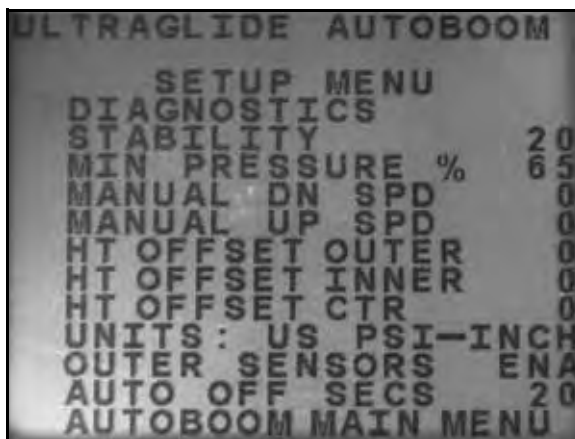 ULTRAGLIDE AUTOBOOM
SETUP MENU
DIAGNOSTICS
STABILITY 20
MIN PRESSURE % 65
MANUAL DN SPD 0
MANUAL UP SPD 0
HT OFFSET OUTER 0
HT OFFSET INNER 0
HT OFFSET CTR 0
UNITS: US PSI-INCH
OUTER SENSORS ENA
AUTO OFF SECS 20
AUTOBOOM MAIN MENU